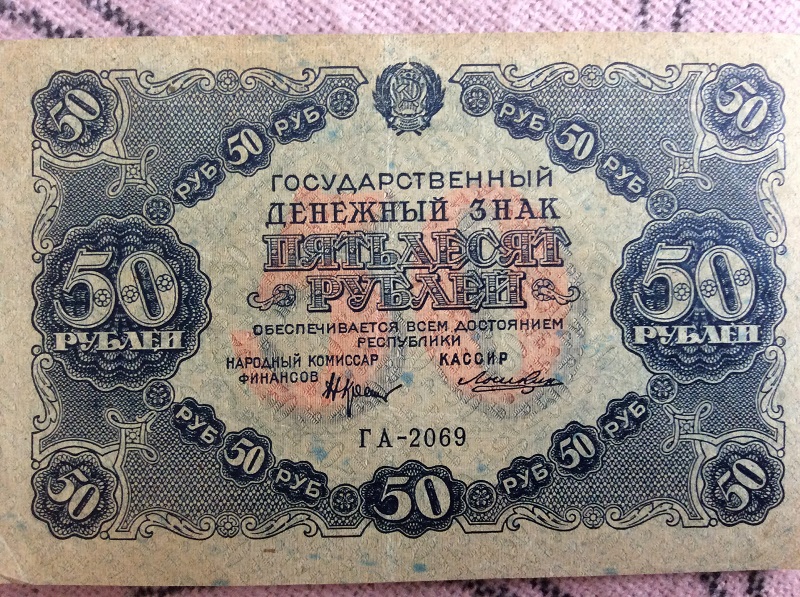 50 50
РУБ 50 РУБ РУБ 50 РУБ
ГОСУДАРСТВЕННЫЙ
ДЕНЕЖНЫЙ ЗНАК
ПЯТЬДЕСЯТ
РУБЛЕЙ
50 50
РУБЛЕЙ РУБЛЕЙ
ОБЕСПЕЧИВАЕТСЯ ВСЕМ ДОСТОЯНИЕМ
РЕСПУБЛИКИ
НАРОДНЫЙ КОМИССАР КАССИР
ФИНАНСОВ
ГА-2069
РУБ 50 РУБ РУБ 50 РУБ
50 50 50